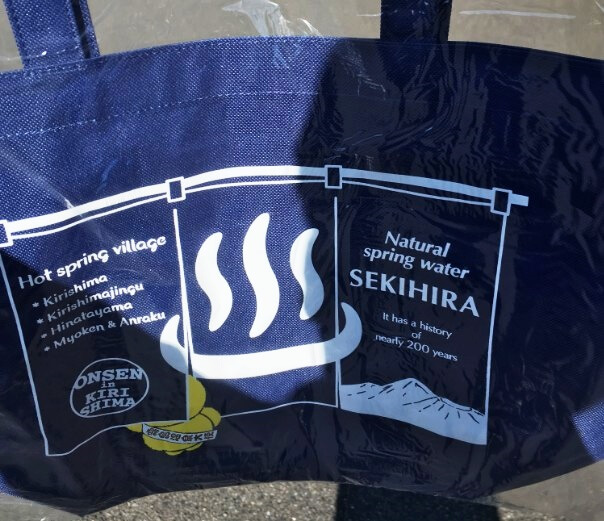 Hot spring village
* Kirishima
* Kirishimajingu
* Hinatayama
* Myoken & Anraku
ONSEN
in
KIRI
SHIMA
Natural
spring water
SEKIHIRA
It has a history
of
nearly 200 years